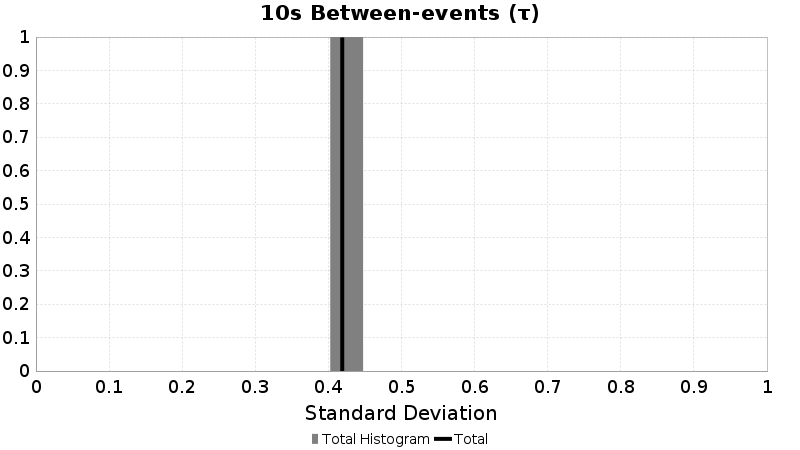 10s Between-events (τ)
1
0.9
0.8
0.7
0.6
0.5
0.4
0.3
0.2
0.1
0
0 0.1 0.2 0.3 0.4 0.5 0.6 0.7 0.8 0.9 1
Standard Deviation
Total Histogram Total